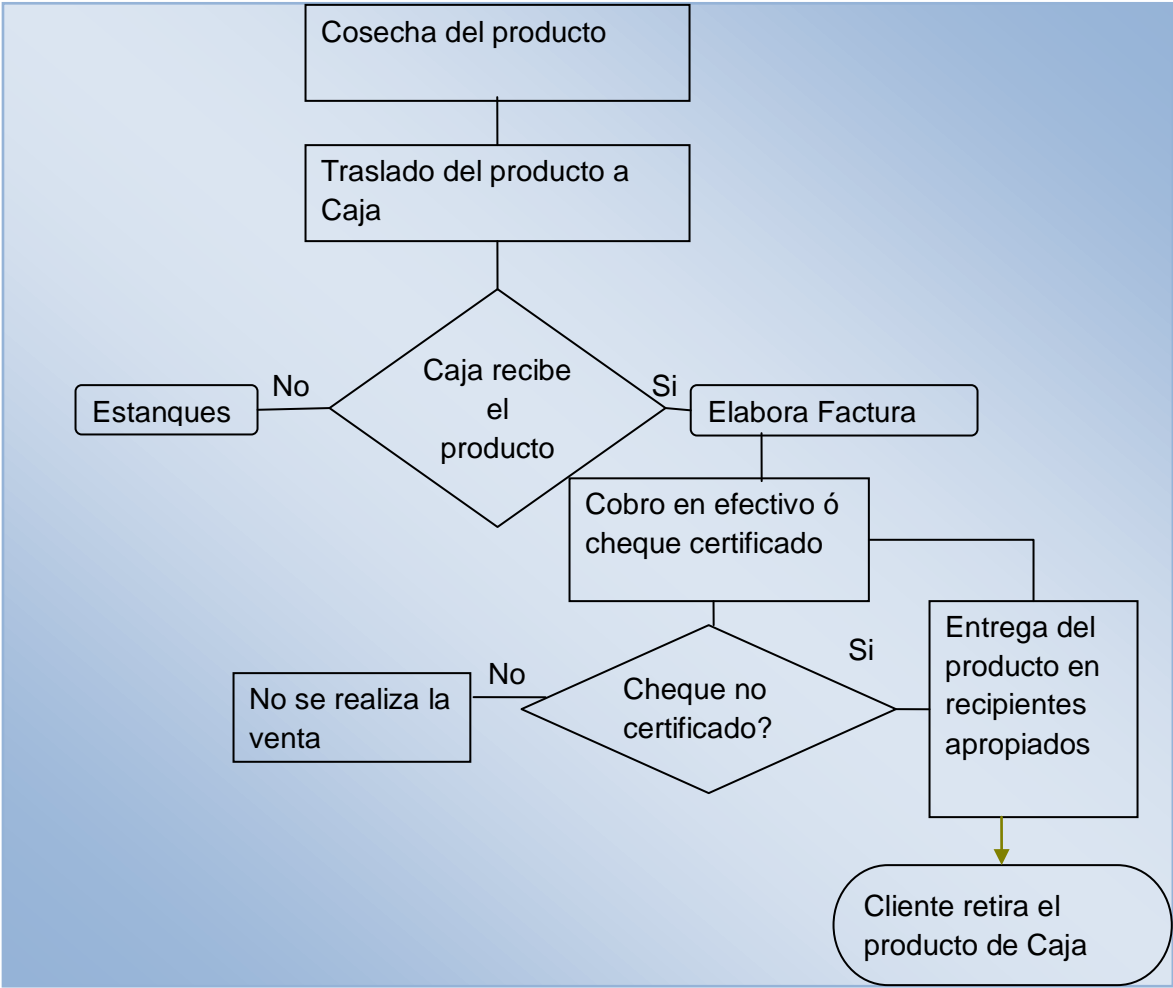 Cosecha del producto
Traslado del producto a
Caja
Caja recibe
el
producto
No
Si
Estanques
Elabora Factura
Cobro en efectivo ó
cheque certificado
Cheque no
certificado?
No
Si
No se realiza la
venta
Entrega del
producto en
recipientes
apropiados
Cliente retira el
producto de Caja